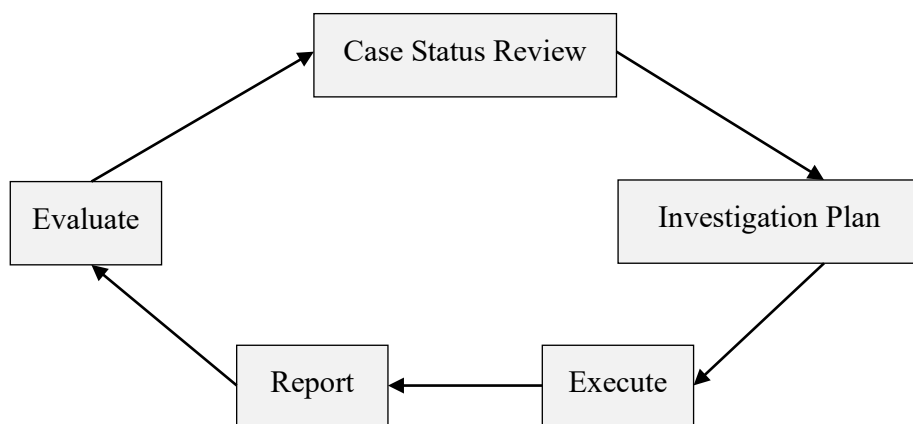 Case Status Review
Investigation Plan
Execute
Report
Evaluate